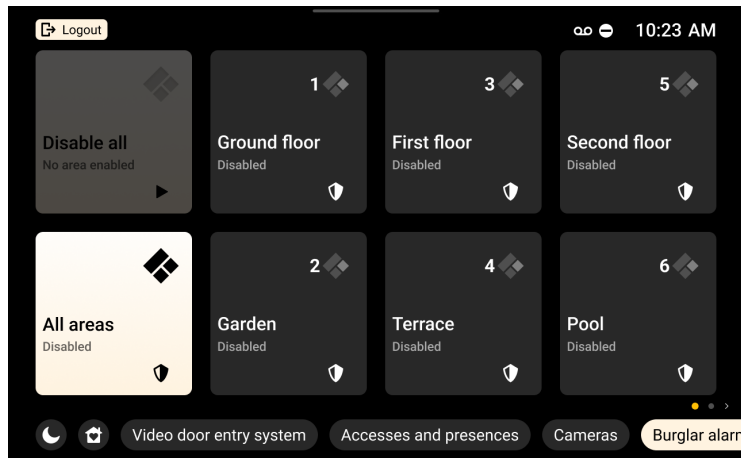 Logout
10:23 AM
1
3
5
Disable all
No area enabled
Ground floor
Disabled
First floor
Disabled
Second floor
Disabled
2
4
6
All areas
Disabled
Garden
Disabled
Terrace
Disabled
Pool
Disabled
Video door entry system
Accesses and presences
Cameras
Burglar alarm